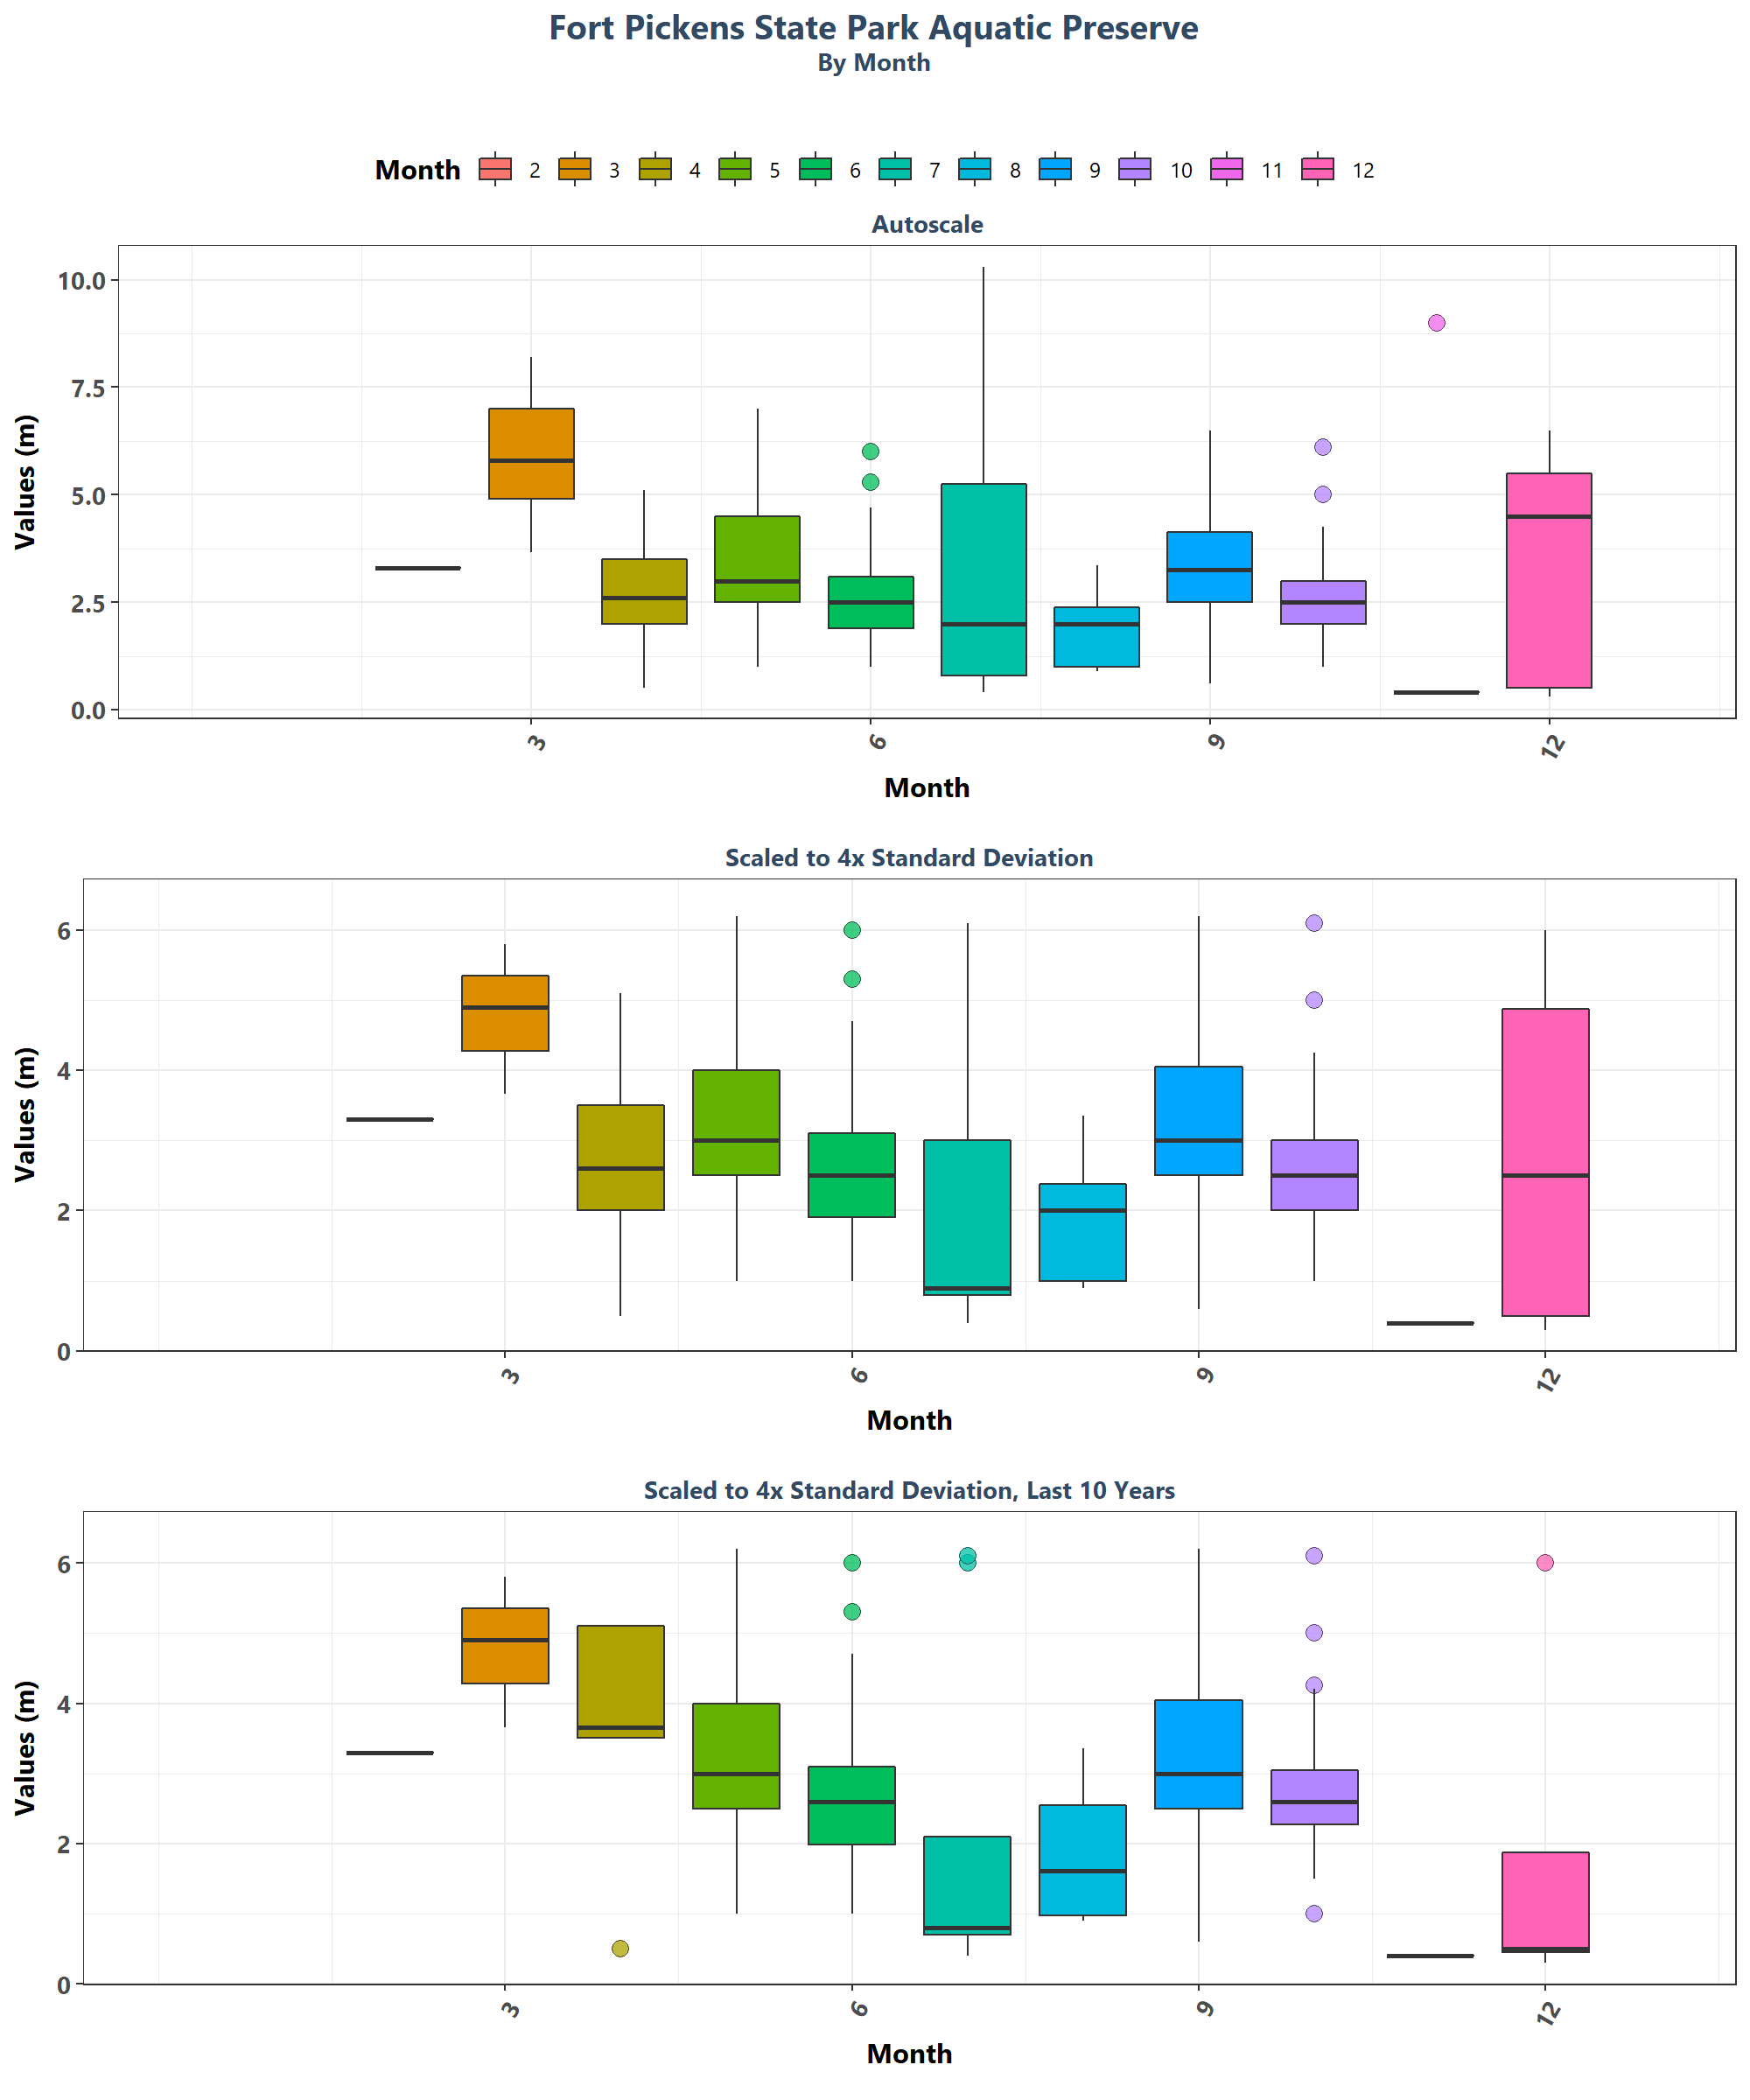 Fort Pickens State Park Aquatic Preserve
By Month
Month 2 3 4 5 6 7 8 9 10 11 12
Autoscale
Values (m)
10.0
7.5
5.0
2.5
0.0
3 6 9 12
Month
Scaled to 4x Standard Deviation
Values (m)
6
4
2
0
3 6 9 12
Month
Scaled to 4x Standard Deviation, Last 10 Years
Values (m)
6
4
2
0
3 6 9 12
Month